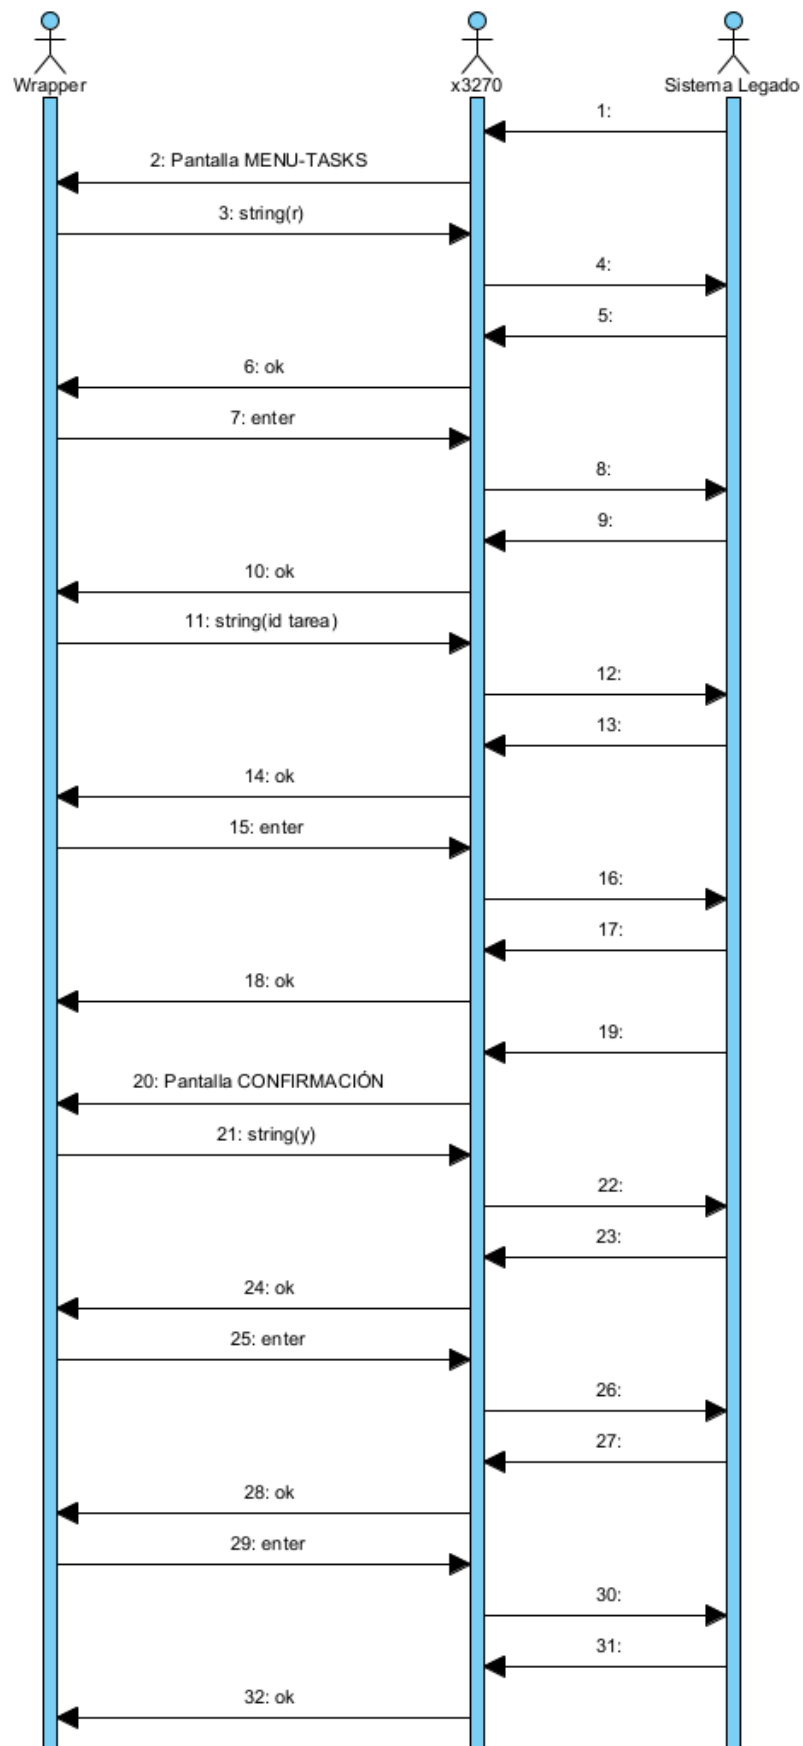 Wrapper
x3270
Sistema Legado
1:
2: Pantalla MENU-TASKS
3: string(r)
4:
5:
6: ok
7: enter
8:
9:
10: ok
11: string(id tarea)
12:
13:
14: ok
15: enter
16:
17:
18: ok
19:
20: Pantalla CONFIRMACIÓN
21: string(y)
22:
23:
24: ok
25: enter
26:
27:
28: ok
29: enter
30:
31:
32: ok